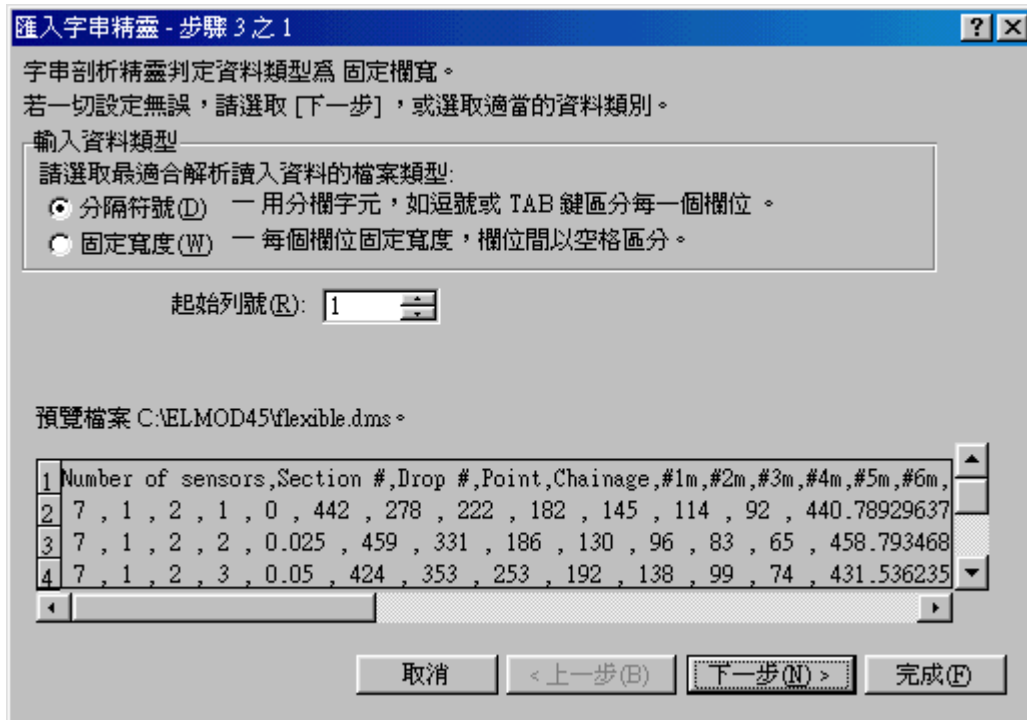 匯入字串精靈 - 步驟 3 之 1
字串剖析精靈判定資料類型為 固定欄寬。
若一切設定無誤，請選取 [下一步]，或選取適當的資料類別。
輸入資料類型
請選取最適合解析讀入資料的檔案類型:
分隔符號(D) — 用分欄字元，如逗號或 TAB 鍵區分每一個欄位 。
固定寬度(W) — 每個欄位固定寬度，欄位間以空格區分。
起始列號(R): 1
預覽檔案 C:\ELMOD45\flexible.dms。
1 Number of sensors,Section #,Drop #,Point,Chainage,#1m,#2m,#3m,#4m,#5m,#6m,
2 7 , 1 , 2 , 1 , 0 , 442 , 278 , 222 , 182 , 145 , 114 , 92 , 440.78929637
3 7 , 1 , 2 , 2 , 0.025 , 459 , 331 , 186 , 130 , 96 , 83 , 65 , 458.793468
4 7 , 1 , 2 , 3 , 0.05 , 424 , 353 , 253 , 192 , 138 , 99 , 74 , 431.536235
取消 < 上一步(B) 下一步(N) > 完成(F)